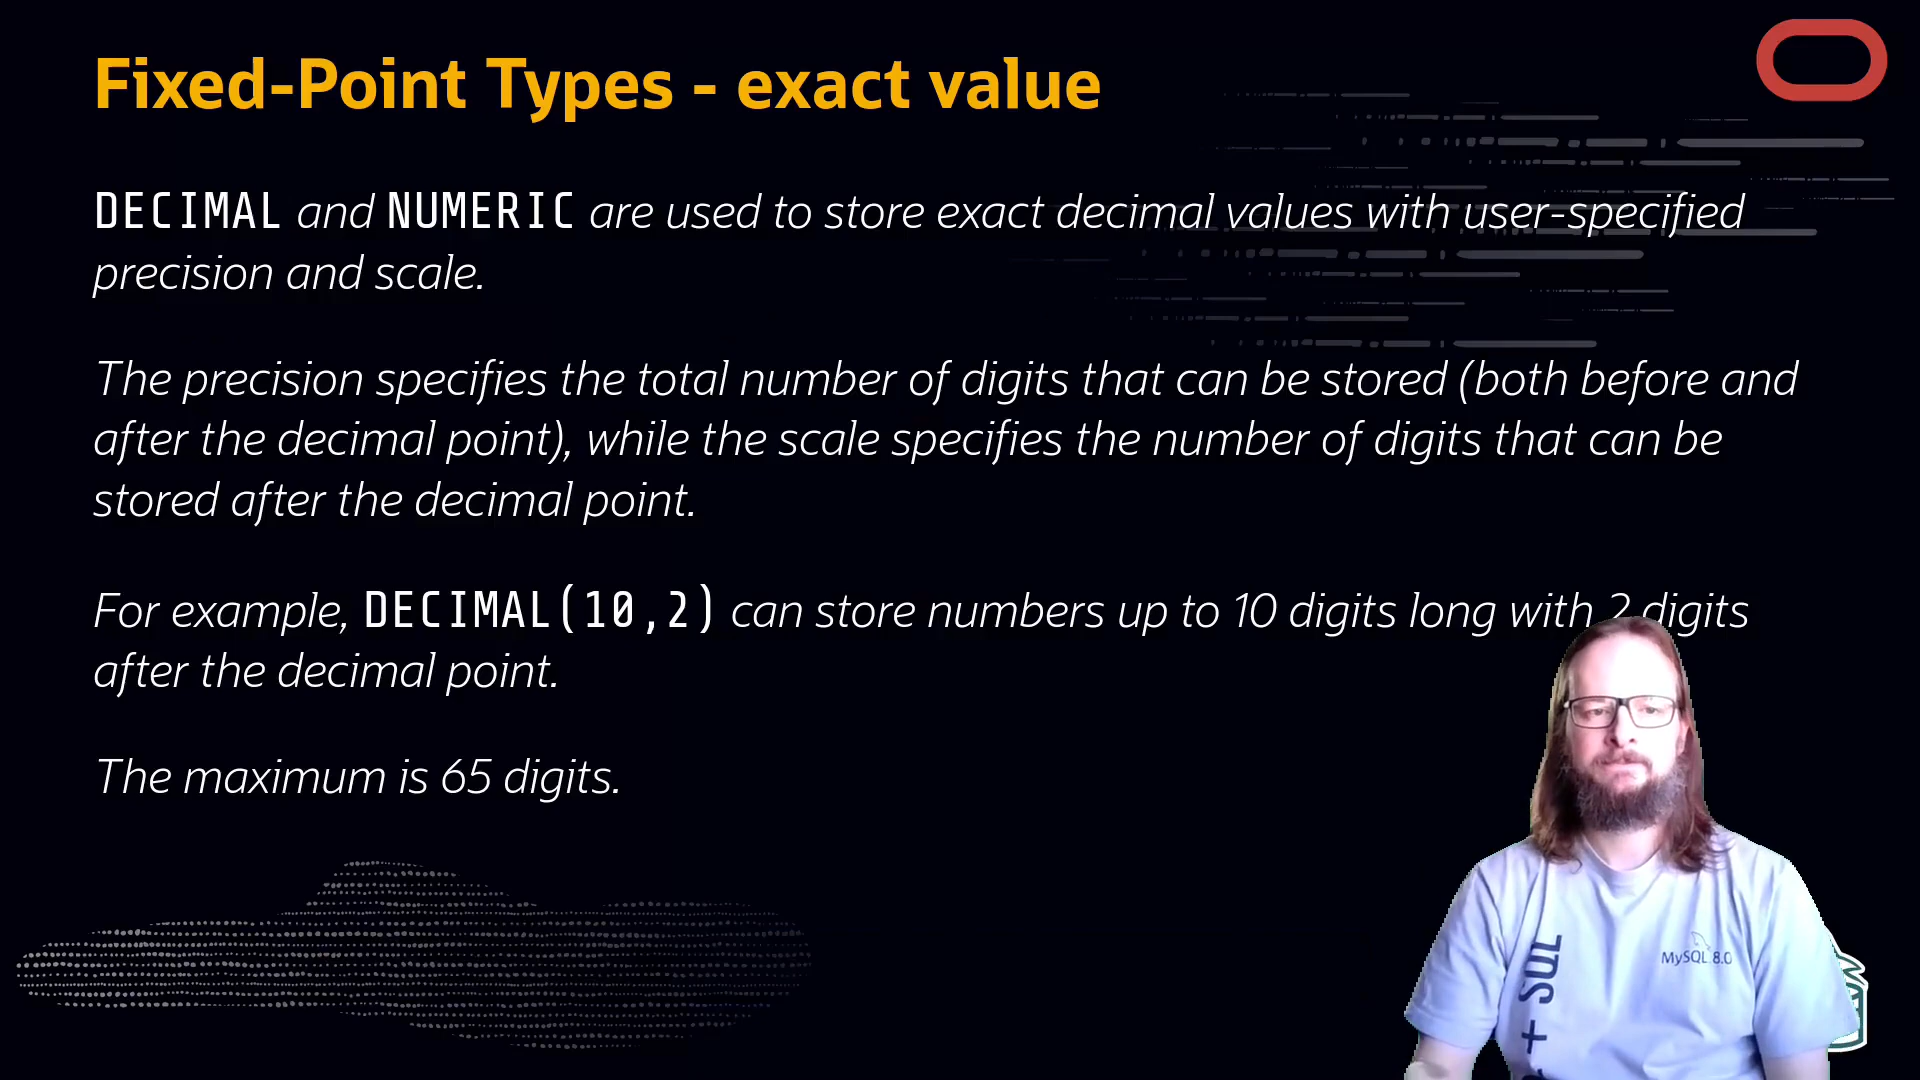 Fixed-Point Types - exact value
DECIMAL and NUMERIC are used to store exact decimal values with user-specified
precision and scale.
The precision specifies the total number of digits that can be stored (both before and
after the decimal point), while the scale specifies the number of digits that can be
stored after the decimal point.
For example, DECIMAL(10,2) can store numbers up to 10 digits long with 2 digits
after the decimal point.
The maximum is 65 digits.
MySQL 8.0
+ SQL